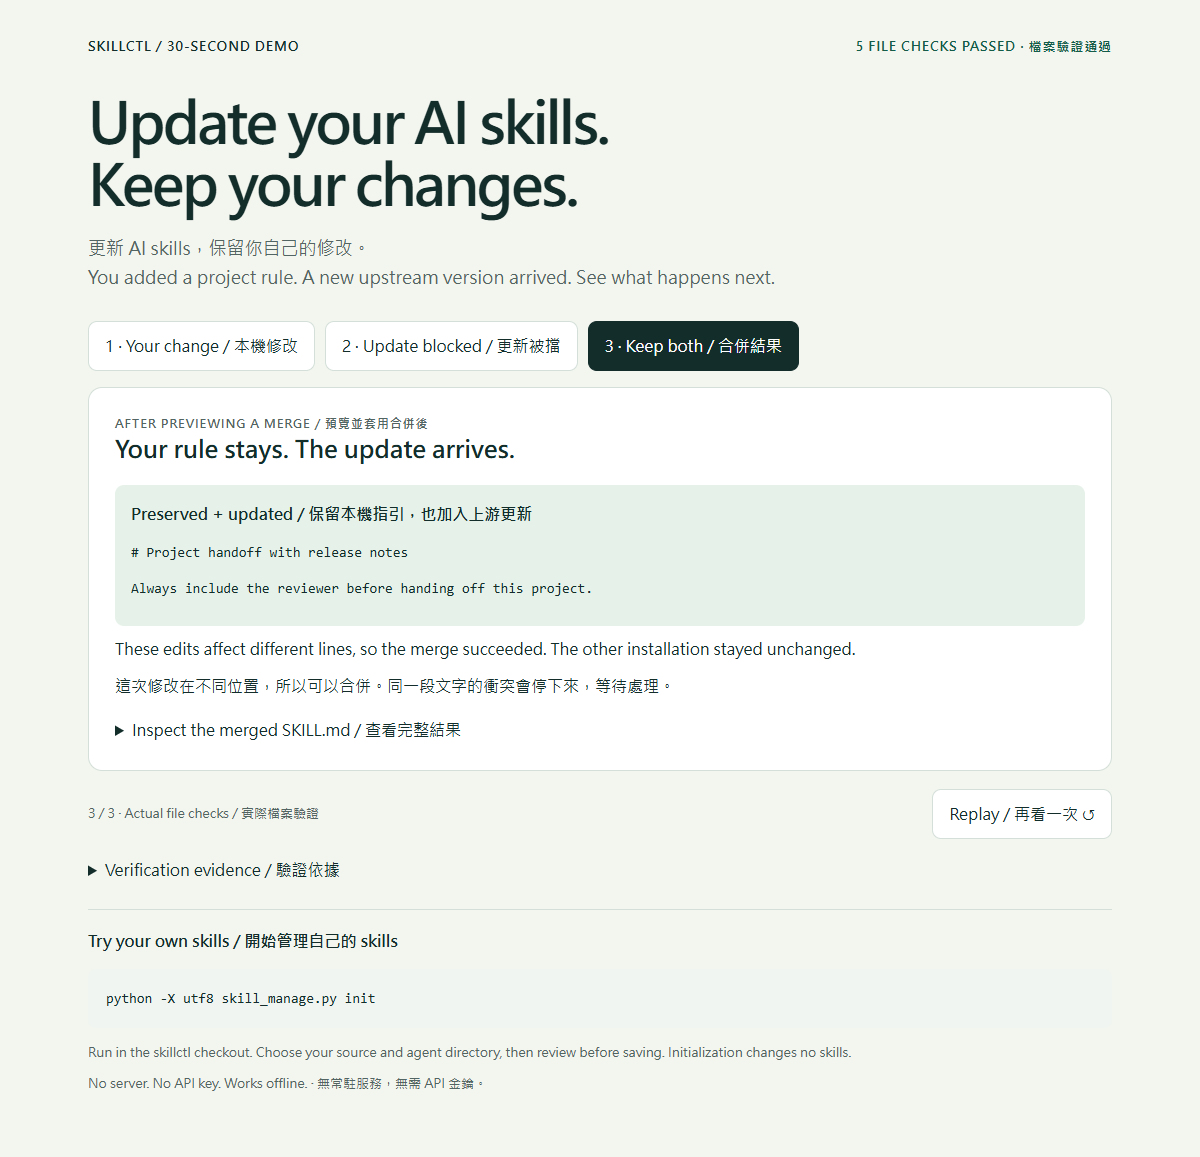 SKILLCTL / 30-SECOND DEMO
5 FILE CHECKS PASSED · 檔案驗證通過
Update your AI skills.
Keep your changes.
更新 AI skills，保留你自己的修改。
You added a project rule. A new upstream version arrived. See what happens next.
1 · Your change / 本機修改
2 · Update blocked / 更新被擋
3 · Keep both / 合併結果
AFTER PREVIEWING A MERGE / 預覽並套用合併後
Your rule stays. The update arrives.
Preserved + updated / 保留本機指引，也加入上游更新
# Project handoff with release notes
Always include the reviewer before handing off this project.
These edits affect different lines, so the merge succeeded. The other installation stayed unchanged.
這次修改在不同位置，所以可以合併。同一段文字的衝突會停下來，等待處理。
▶ Inspect the merged SKILL.md / 查看完整結果
3 / 3 · Actual file checks / 實際檔案驗證
Replay / 再看一次 ↺
▶ Verification evidence / 驗證依據
Try your own skills / 開始管理自己的 skills
python -X utf8 skill_manage.py init
Run in the skillctl checkout. Choose your source and agent directory, then review before saving. Initialization changes no skills.
No server. No API key. Works offline. · 無常駐服務，無需 API 金鑰。